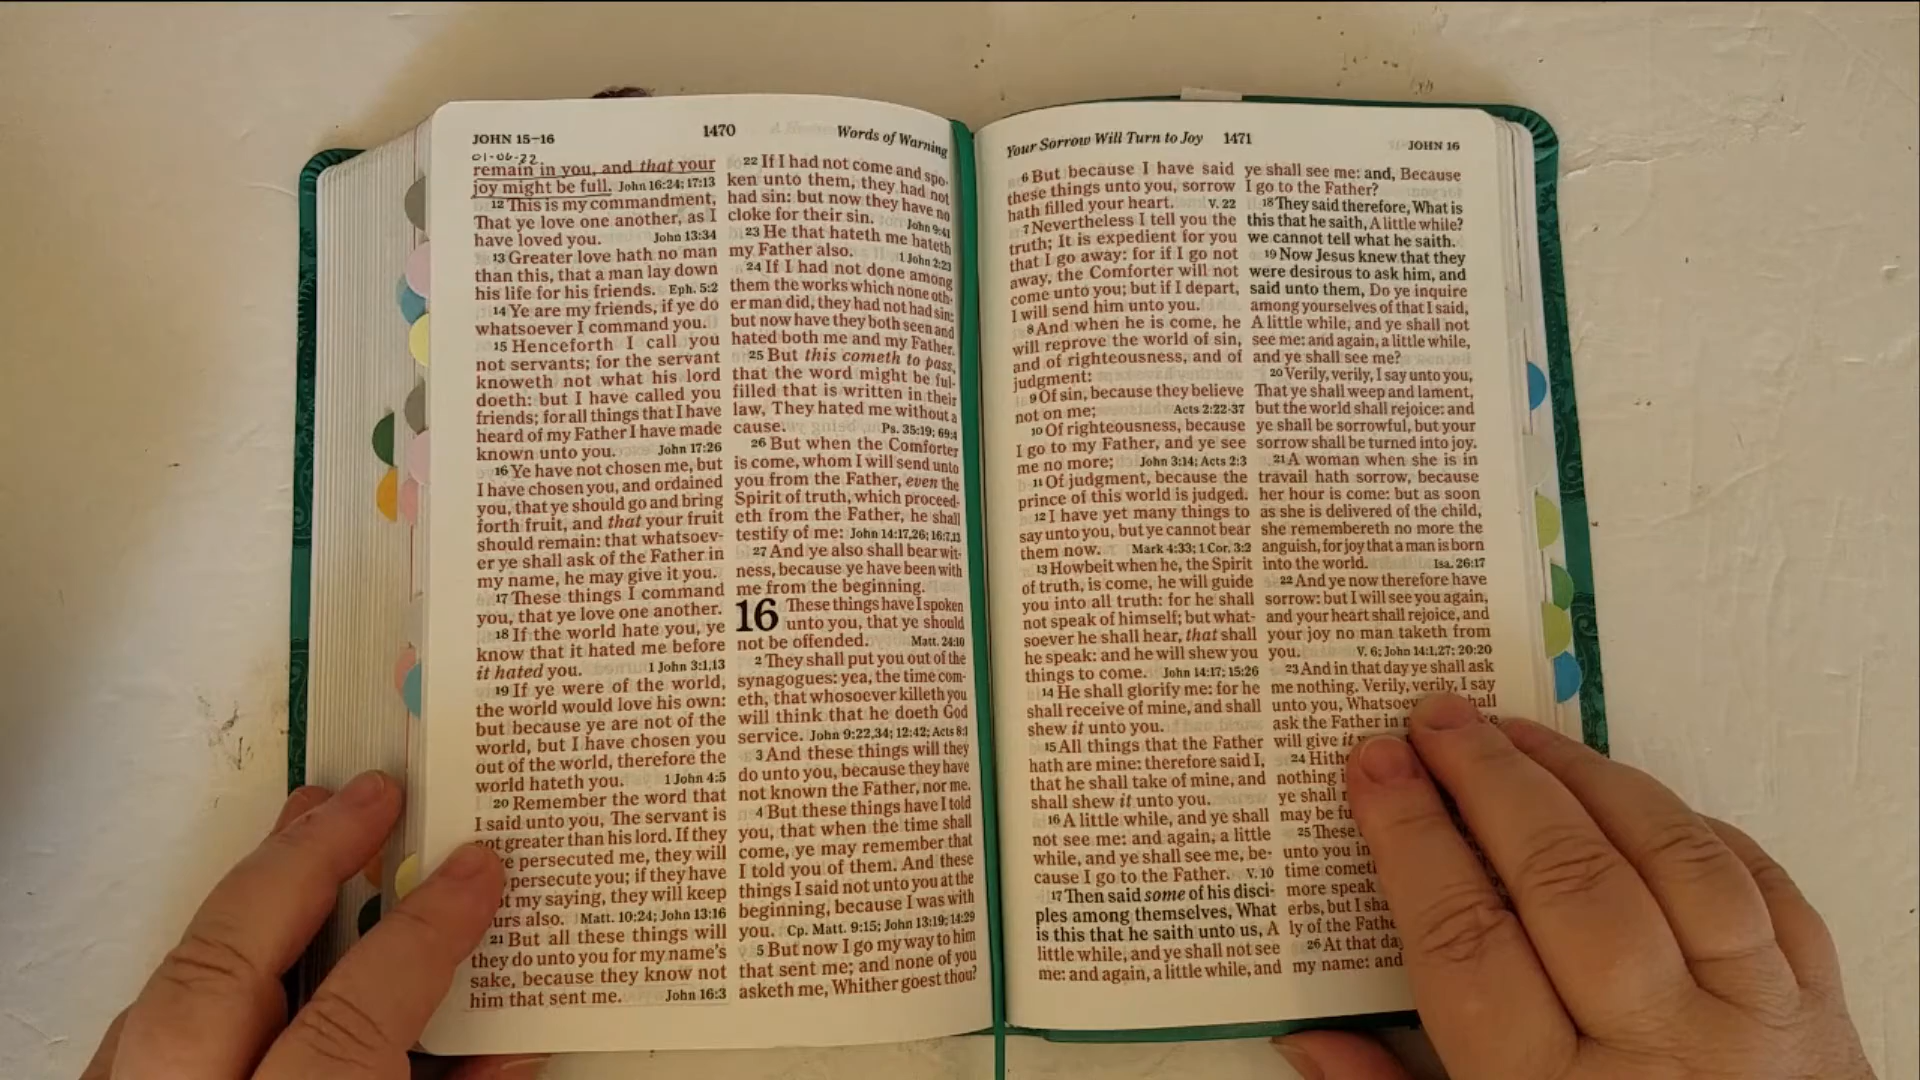 JOHN 15–16
1470
Words of Warning
01-06-22
remain in you, and that your
joy might be full. John 16:24; 17:13
12 This is my commandment,
That ye love one another, as I
have loved you. John 13:34
13 Greater love hath no man
than this, that a man lay down
his life for his friends. Eph. 5:2
14 Ye are my friends, if ye do
whatsoever I command you.
15 Henceforth I call you
not servants; for the servant
knoweth not what his lord
doeth: but I have called you
friends; for all things that I have
heard of my Father I have made
known unto you. John 17:26
16 Ye have not chosen me, but
I have chosen you, and ordained
you, that ye should go and bring
forth fruit, and that your fruit
should remain: that whatsoev-
er ye shall ask of the Father in
my name, he may give it you.
17 These things I command
you, that ye love one another.
18 If the world hate you, ye
know that it hated me before
it hated you. 1 John 3:1,13
19 If ye were of the world,
the world would love his own:
but because ye are not of the
world, but I have chosen you
out of the world, therefore the
world hateth you. 1 John 4:5
20 Remember the word that
I said unto you, The servant is
not greater than his lord. If they
persecuted me, they will
persecute you; if they have
my saying, they will keep
urs also. Matt. 10:24; John 13:16
21 But all these things will
they do unto you for my name's
sake, because they know not
him that sent me. John 16:3
22 If I had not come and spo-
ken unto them, they had not
had sin: but now they have no
cloke for their sin. John 9:41
23 He that hateth me hateth
my Father also. 1 John 2:23
24 If I had not done among
them the works which none oth-
er man did, they had not had sin:
but now have they both seen and
hated both me and my Father.
25 But this cometh to pass,
that the word might be ful-
filled that is written in their
law, They hated me without a
cause. Ps. 35:19; 69:4
26 But when the Comforter
is come, whom I will send unto
you from the Father, even the
Spirit of truth, which proceed-
eth from the Father, he shall
testify of me: John 14:17,26; 16:7,13
27 And ye also shall bear wit-
ness, because ye have been with
me from the beginning.
16 These things have I spoken
unto you, that ye should
not be offended. Matt. 24:10
2 They shall put you out of the
synagogues: yea, the time com-
eth, that whosoever killeth you
will think that he doeth God
service. John 9:22,34; 12:42; Acts 8:1
3 And these things will they
do unto you, because they have
not known the Father, nor me.
4 But these things have I told
you, that when the time shall
come, ye may remember that
I told you of them. And these
things I said not unto you at the
beginning, because I was with
you. Cp. Matt. 9:15; John 13:19; 14:29
5 But now I go my way to him
that sent me; and none of you
asketh me, Whither goest thou?
Your Sorrow Will Turn to Joy
1471
JOHN 16
6 But because I have said
these things unto you, sorrow
hath filled your heart. V. 22
7 Nevertheless I tell you the
truth; It is expedient for you
that I go away: for if I go not
away, the Comforter will not
come unto you; but if I depart,
I will send him unto you.
8 And when he is come, he
will reprove the world of sin,
and of righteousness, and of
judgment:
9 Of sin, because they believe
not on me; Acts 2:22-37
10 Of righteousness, because
I go to my Father, and ye see
me no more; John 3:14; Acts 2:3
11 Of judgment, because the
prince of this world is judged.
12 I have yet many things to
say unto you, but ye cannot bear
them now. Mark 4:33; 1 Cor. 3:2
13 Howbeit when he, the Spirit
of truth, is come, he will guide
you into all truth: for he shall
not speak of himself; but what-
soever he shall hear, that shall
he speak: and he will shew you
things to come. John 14:17; 15:26
14 He shall glorify me: for he
shall receive of mine, and shall
shew it unto you.
15 All things that the Father
hath are mine: therefore said I,
that he shall take of mine, and
shall shew it unto you.
16 A little while, and ye shall
not see me: and again, a little
while, and ye shall see me, be-
cause I go to the Father. V. 10
17 Then said some of his disci-
ples among themselves, What
is this that he saith unto us, A
little while, and ye shall not see
me: and again, a little while, and
ye shall see me: and, Because
I go to the Father?
18 They said therefore, What is
this that he saith, A little while?
we cannot tell what he saith.
19 Now Jesus knew that they
were desirous to ask him, and
said unto them, Do ye inquire
among yourselves of that I said,
A little while, and ye shall not
see me: and again, a little while,
and ye shall see me?
20 Verily, verily, I say unto you,
That ye shall weep and lament,
but the world shall rejoice: and
ye shall be sorrowful, but your
sorrow shall be turned into joy.
21 A woman when she is in
travail hath sorrow, because
her hour is come: but as soon
as she is delivered of the child,
she remembereth no more the
anguish, for joy that a man is born
into the world. Isa. 26:17
22 And ye now therefore have
sorrow: but I will see you again,
and your heart shall rejoice, and
your joy no man taketh from
you. V. 6; John 14:1,27; 20:20
23 And in that day ye shall ask
me nothing. Verily, verily, I say
unto you, Whatsoev hall
ask the Father in
will give it
24 Hithe
nothing i
ye shall
may be fu
25 These
unto you in
time cometh
more speak
erbs, but I sha
ly of the Fathe
26 At that da
my name: and